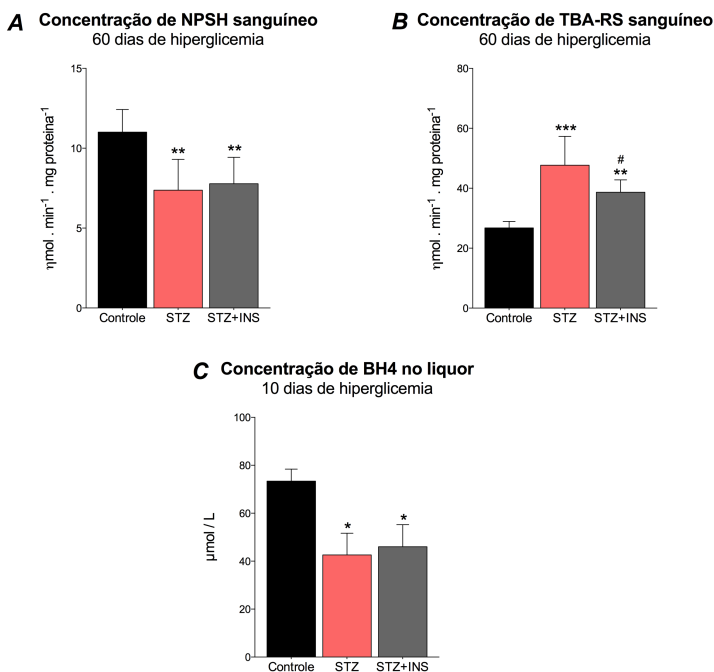 A Concentração de NPSH sanguíneo
60 dias de hiperglicemia
ηmol . min⁻¹ . mg proteina⁻¹
15
10
5
0
** **
Controle STZ STZ+INS
B Concentração de TBA-RS sanguíneo
60 dias de hiperglicemia
ηmol . min⁻¹ . mg proteina⁻¹
80
60
40
20
0
***
#
**
Controle STZ STZ+INS
C Concentração de BH4 no liquor
10 dias de hiperglicemia
μmol / L
100
80
60
40
20
0
* *
Controle STZ STZ+INS